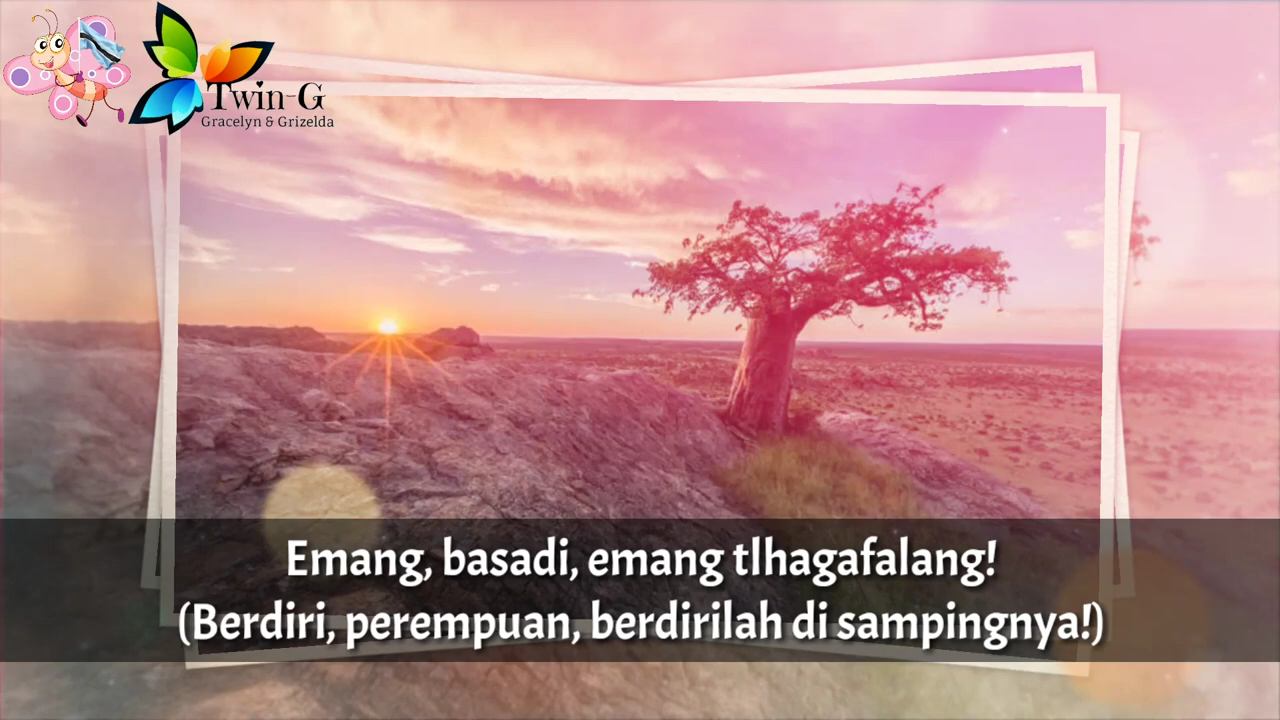 Twin-G
Gracelyn & Grizelda
Emang, basadi, emang tlhagafalang!
(Berdiri, perempuan, berdirilah di sampingnya!)